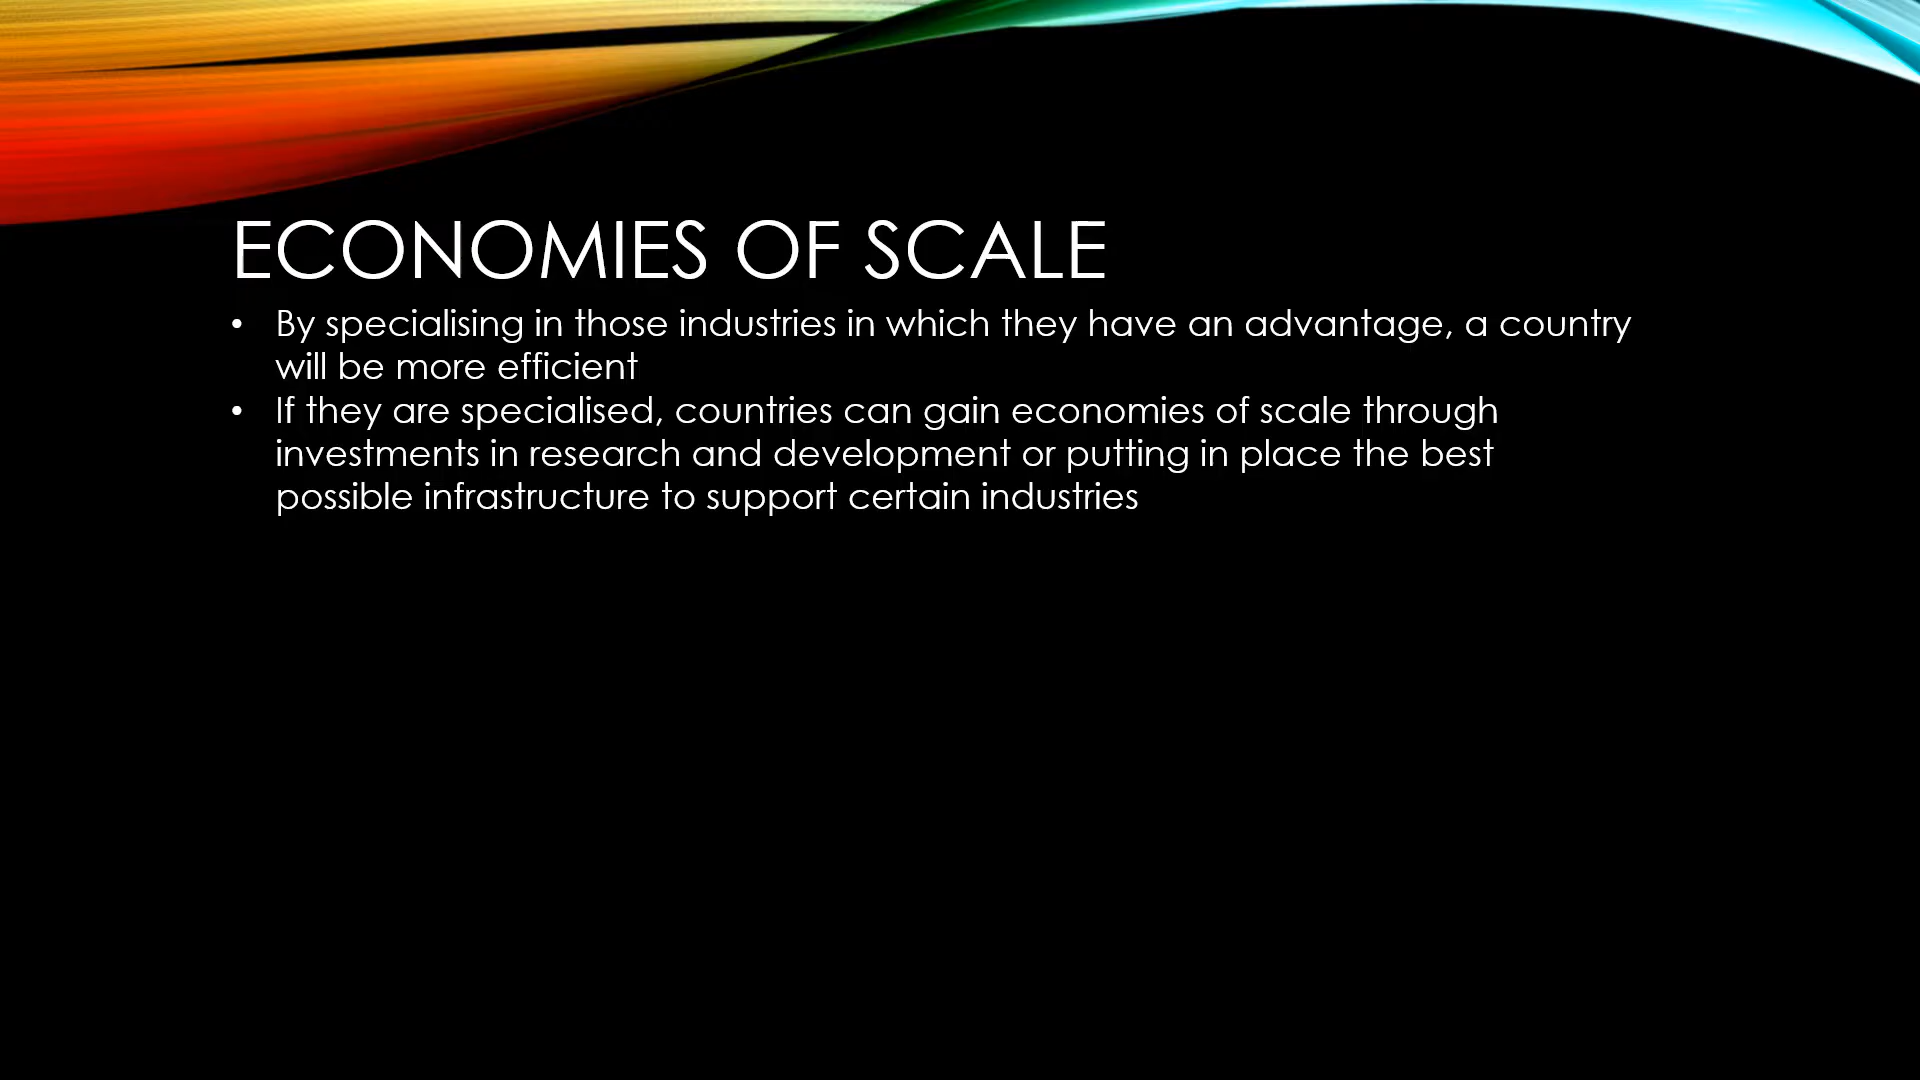 ECONOMIES OF SCALE
• By specialising in those industries in which they have an advantage, a country
will be more efficient
• If they are specialised, countries can gain economies of scale through
investments in research and development or putting in place the best
possible infrastructure to support certain industries